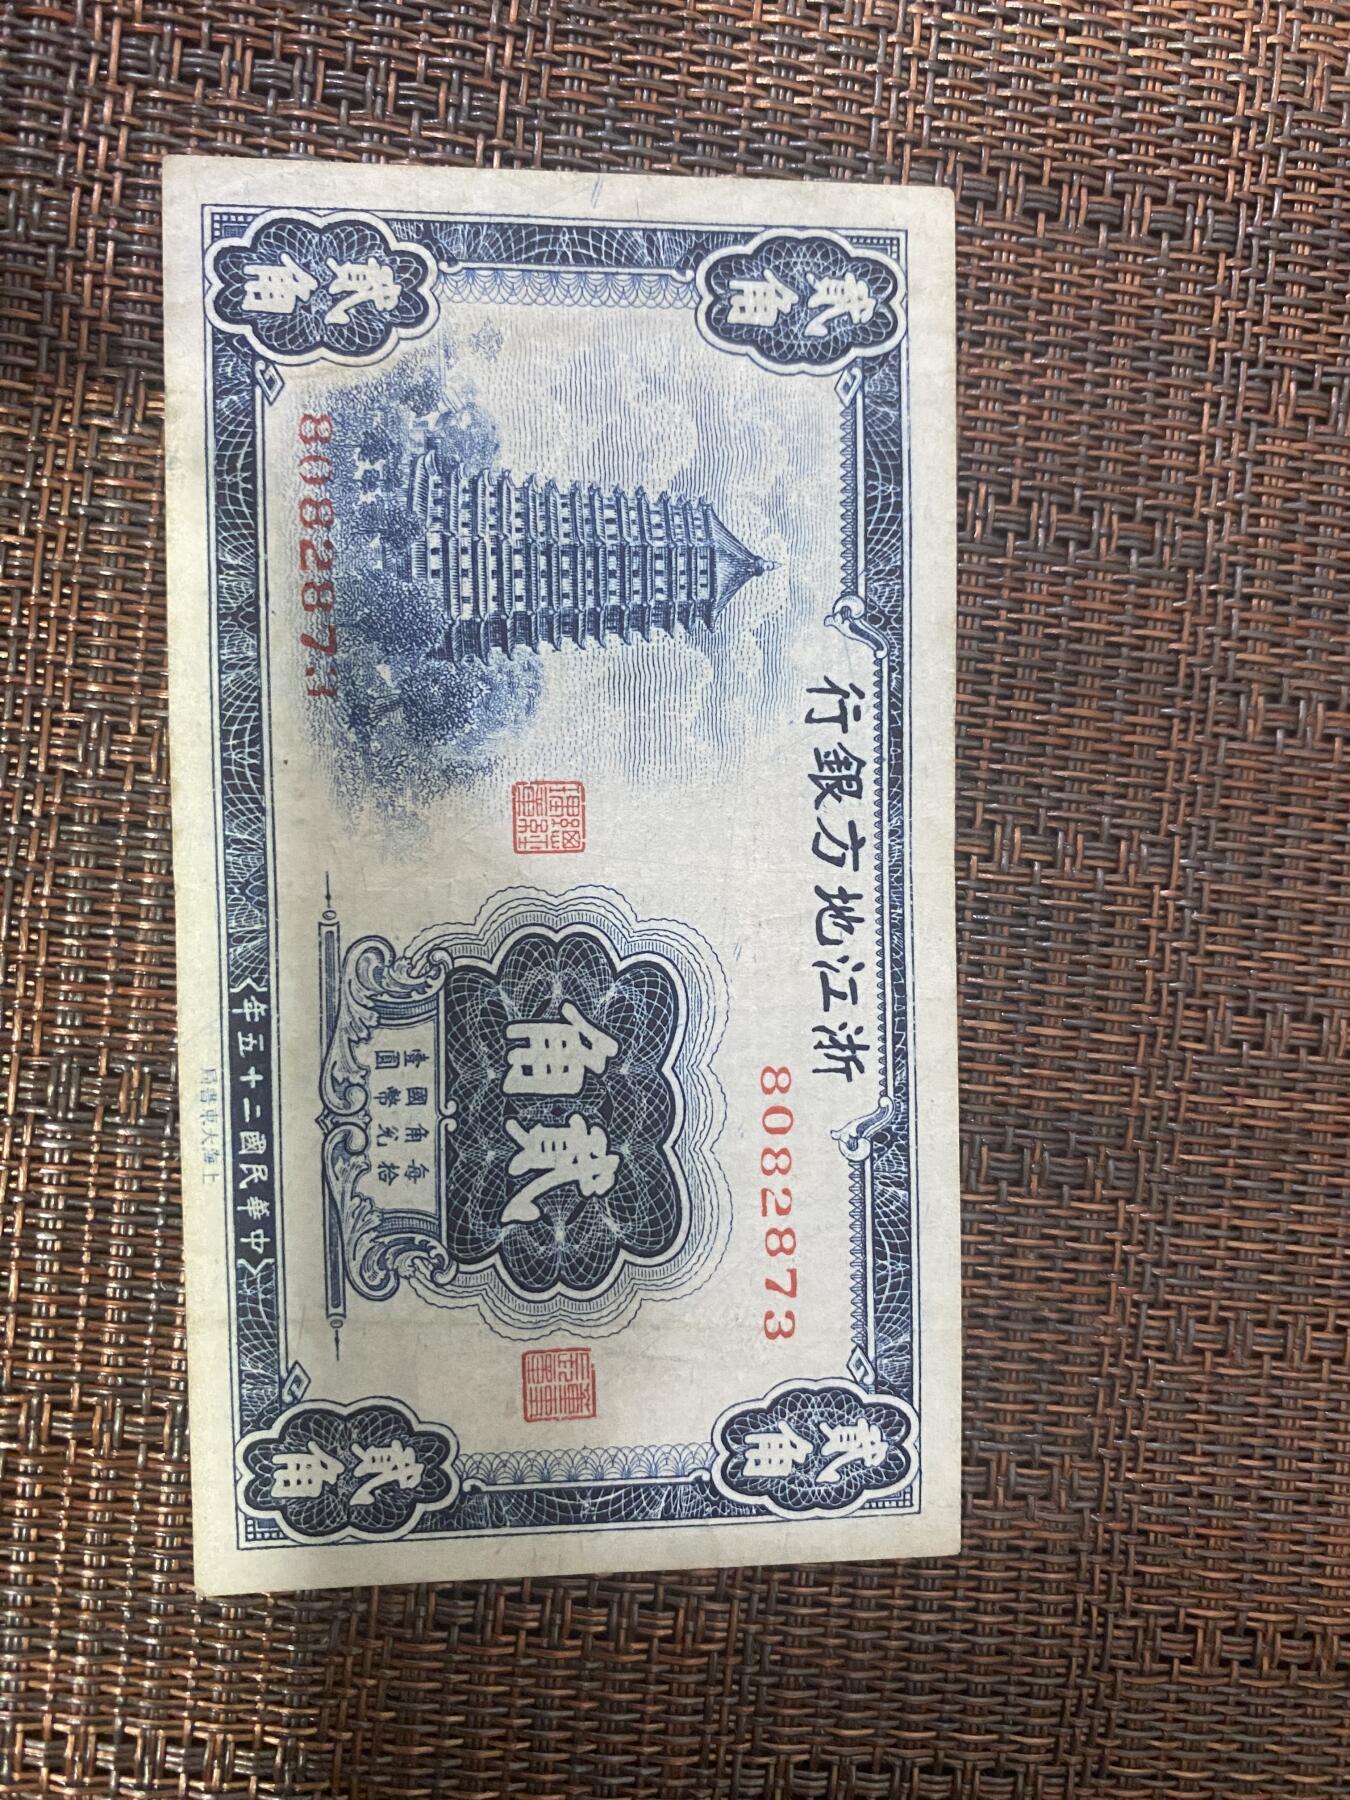 貳角
貳角
浙江地方銀行
8082873
貳角
每拾
角兌
國幣
壹圓
8082873
貳角
貳角
中華民國二十五年
上海大東書局